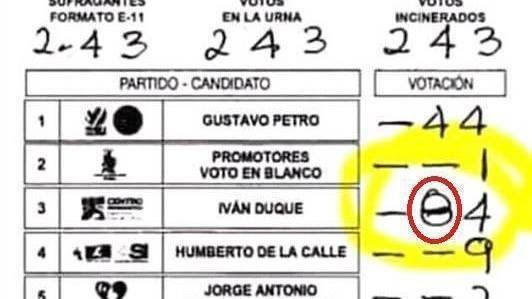 SUFRAGANTES VOTOS VOTOS
FORMATO E-11 EN LA URNA INCINERADOS
2-43 243 243
PARTIDO - CANDIDATO VOTACIÓN
1 GUSTAVO PETRO -44
2 PROMOTORES
VOTO EN BLANCO --1
3 CENTRO IVÁN DUQUE - 4
4 SI HUMBERTO DE LA CALLE --9
5 JORGE ANTONIO --